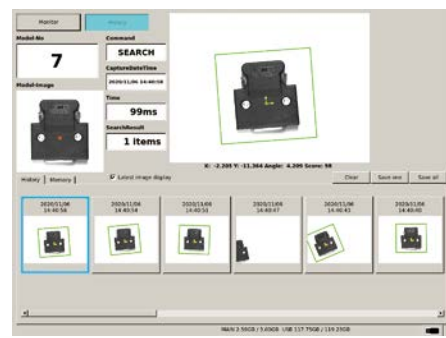 Monitor
History
Model-No
7
Command
SEARCH
CaptureDateTime
2020/11/06 14:40:58
Model-Image
Time
99ms
SearchResult
1 Items
X: -2.205 Y: -11.364 Angle: 4.209 Score: 98
History
Memory
Latest image display
Clear
Save one
Save all
2020/11/06
14:40:58
2020/11/06
14:40:54
2020/11/06
14:40:51
2020/11/06
14:40:47
2020/11/06
14:40:43
2020/11/06
14:40:40